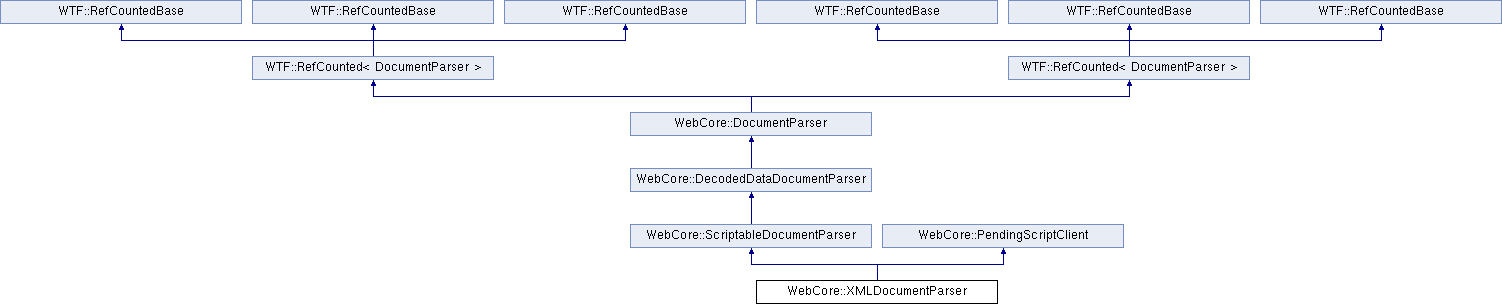 WTF::RefCountedBase
WTF::RefCountedBase
WTF::RefCountedBase
WTF::RefCountedBase
WTF::RefCountedBase
WTF::RefCountedBase
WTF::RefCounted< DocumentParser >
WTF::RefCounted< DocumentParser >
WebCore::DocumentParser
WebCore::DecodedDataDocumentParser
WebCore::ScriptableDocumentParser
WebCore::PendingScriptClient
WebCore::XMLDocumentParser